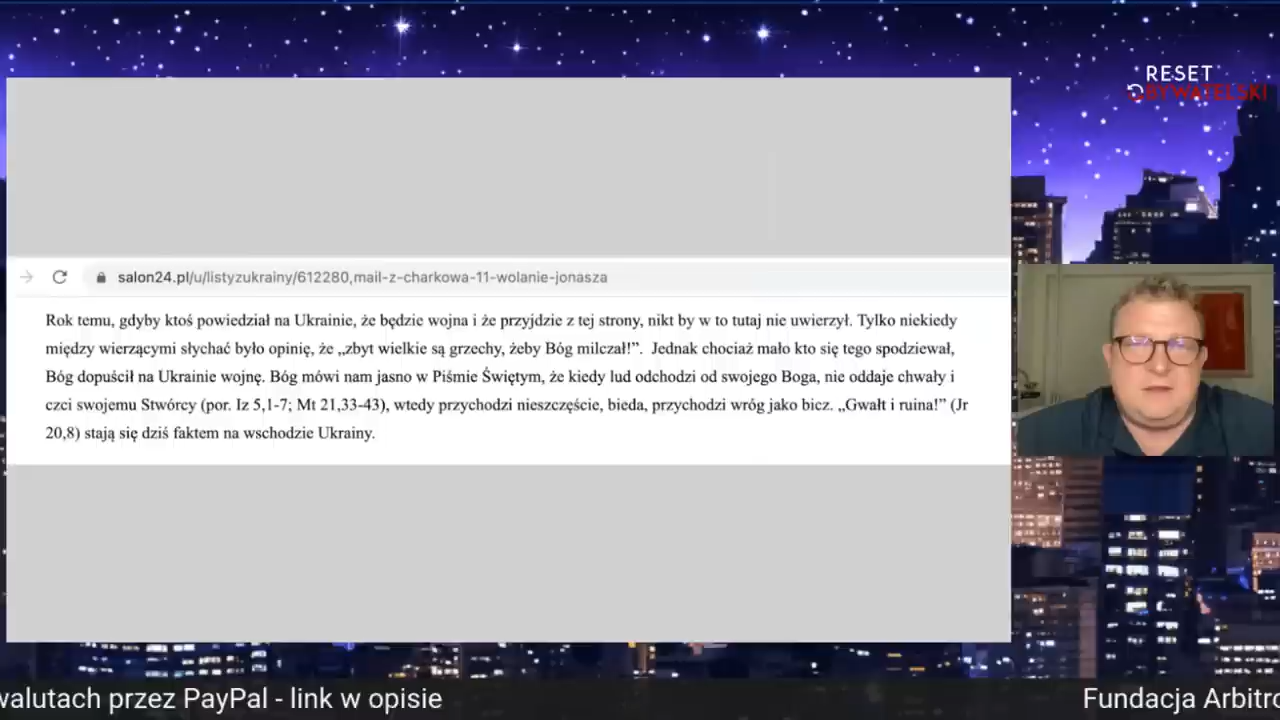 RESET
OBYWATELSKI
salon24.pl/u/listyzukrainy/612280,mail-z-charkowa-11-wolanie-jonasza
Rok temu, gdyby ktoś powiedział na Ukrainie, że będzie wojna i że przyjdzie z tej strony, nikt by w to tutaj nie uwierzył. Tylko niekiedy
między wierzącymi słychać było opinię, że „zbyt wielkie są grzechy, żeby Bóg milczał!”. Jednak chociaż mało kto się tego spodziewał,
Bóg dopuścił na Ukrainie wojnę. Bóg mówi nam jasno w Piśmie Świętym, że kiedy lud odchodzi od swojego Boga, nie oddaje chwały i
czci swojemu Stwórcy (por. Iz 5,1-7; Mt 21,33-43), wtedy przychodzi nieszczęście, bieda, przychodzi wróg jako bicz. „Gwałt i ruina!” (Jr
20,8) stają się dziś faktem na wschodzie Ukrainy.
walutach przez PayPal - link w opisie Fundacja Arbitro